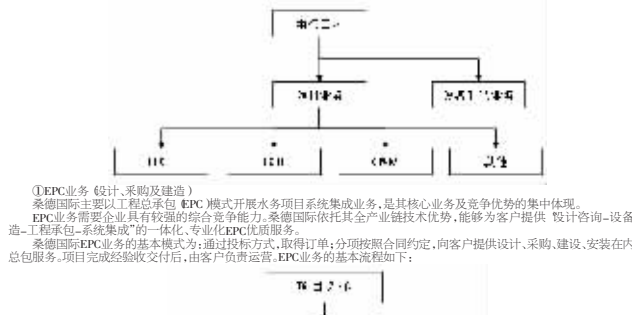 ①EPC业务(设计、采购及建造)
桑德国际主要以工程总承包(EPC)模式开展水务项目系统集成业务,是其核心业务及竞争优势的集中体现。
EPC业务需要企业具有较强的综合竞争能力。桑德国际依托其全产业链技术优势,能够为客户提供“设计咨询-设备
造-工程承包-系统集成”的一体化、专业化EPC优质服务。
桑德国际EPC业务的基本模式为:通过投标方式,取得订单;分项按照合同约定,向客户提供设计、采购、建设、安装在内
总包服务。项目完成经验收交付后,由客户负责运营。EPC业务的基本流程如下: